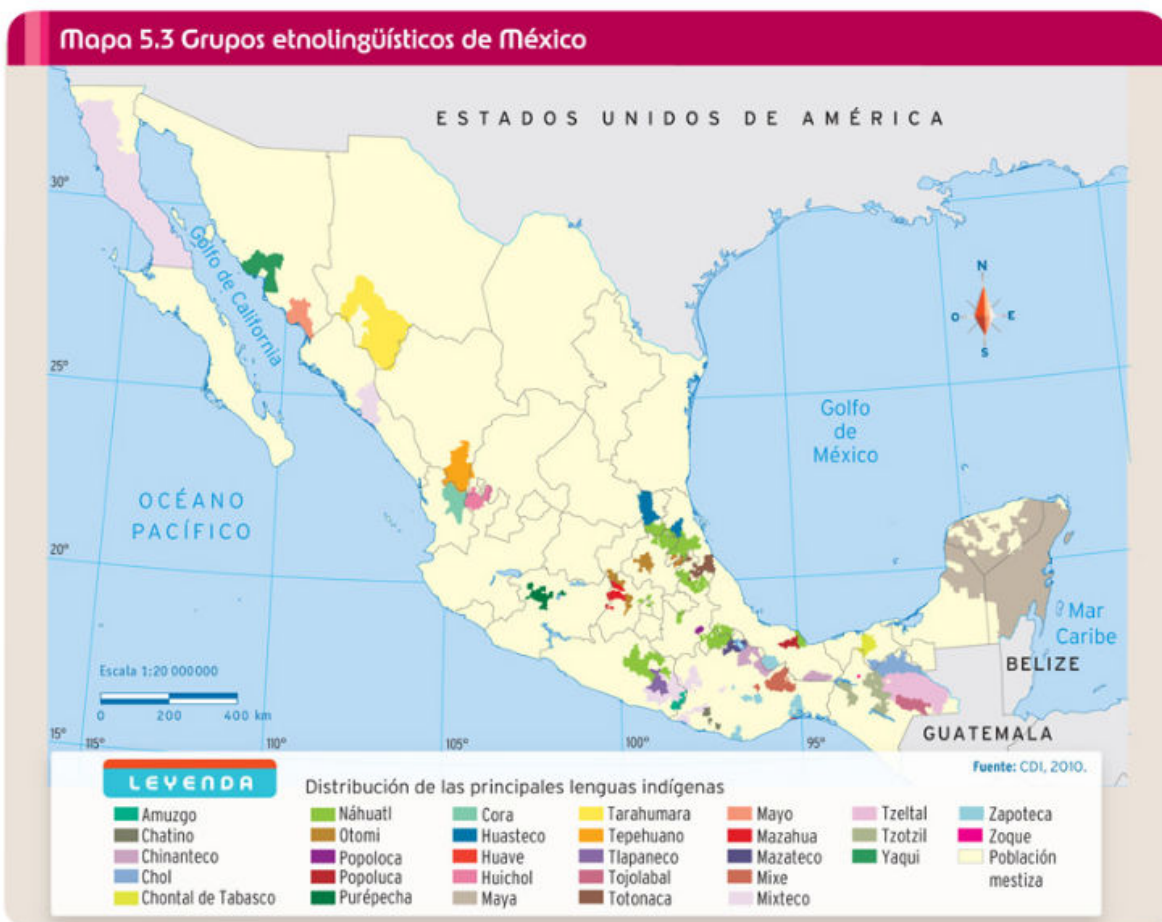 Mapa 5.3 Grupos etnolingüísticos de México
ESTADOS UNIDOS DE AMÉRICA
30°
Golfo de California
N
O
E
S
25°
Golfo
de
México
OCÉANO
PACÍFICO
20°
Mar
Caribe
Escala 1:20 000 000
BELIZE
0
200
400 km
15°
115°
110°
105°
100°
95°
GUATEMALA
Fuente: CDI, 2010.
LEYENDA
Distribución de las principales lenguas indígenas
Amuzgo
Chatino
Chinanteco
Chol
Chontal de Tabasco
Náhuatl
Otomi
Popoloca
Popoluca
Purépecha
Cora
Huasteco
Huave
Huichol
Maya
Tarahumara
Tepehuano
Tlapaneco
Tojolabal
Totonaca
Mayo
Mazahua
Mazateco
Mixe
Mixteco
Tzeltal
Tzotzil
Yaqui
Zapoteca
Zoque
Población
mestiza